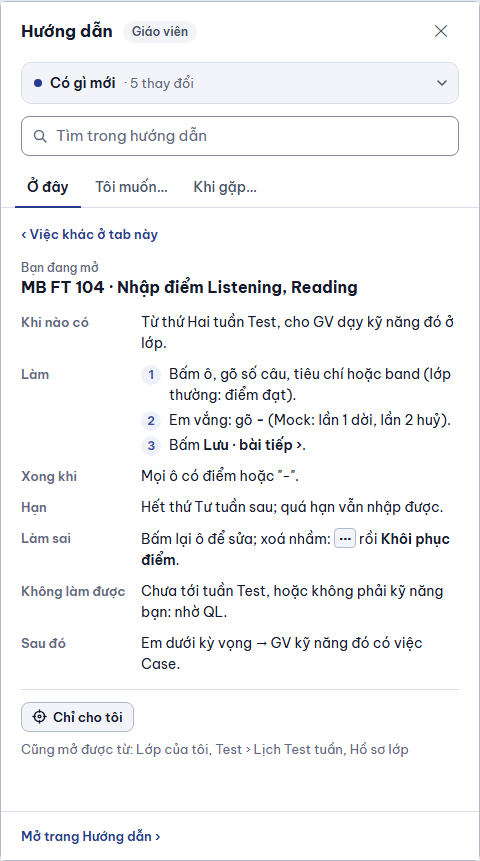 Hướng dẫn Giáo viên
Có gì mới · 5 thay đổi
Tìm trong hướng dẫn
Ở đây Tôi muốn... Khi gặp...
‹ Việc khác ở tab này
Bạn đang mở
MB FT 104 · Nhập điểm Listening, Reading
Khi nào có Từ thứ Hai tuần Test, cho GV dạy kỹ năng đó ở
lớp.
Làm 1 Bấm ô, gõ số câu, tiêu chí hoặc band (lớp
thường: điểm đạt).
2 Em vắng: gõ - (Mock: lần 1 dời, lần 2 huỷ).
3 Bấm Lưu · bài tiếp ›.
Xong khi Mọi ô có điểm hoặc "-".
Hạn Hết thứ Tư tuần sau; quá hạn vẫn nhập được.
Làm sai Bấm lại ô để sửa; xoá nhầm: ... rồi Khôi phục
điểm.
Không làm được Chưa tới tuần Test, hoặc không phải kỹ năng
bạn: nhờ QL.
Sau đó Em dưới kỳ vọng → GV kỹ năng đó có việc
Case.
Chỉ cho tôi
Cũng mở được từ: Lớp của tôi, Test › Lịch Test tuần, Hồ sơ lớp
Mở trang Hướng dẫn ›